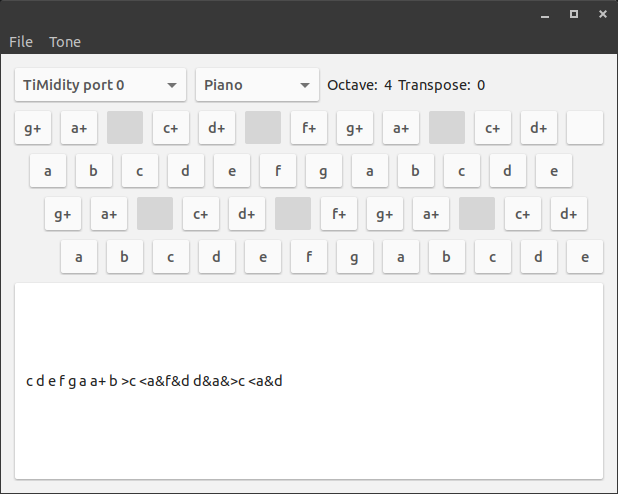 File Tone
TiMidity port 0 Piano Octave: 4 Transpose: 0
g+ a+ c+ d+ f+ g+ a+ c+ d+
a b c d e f g a b c d e
g+ a+ c+ d+ f+ g+ a+ c+ d+
a b c d e f g a b c d e
c d e f g a a+ b >c <a&f&d d&a&>c <a&d